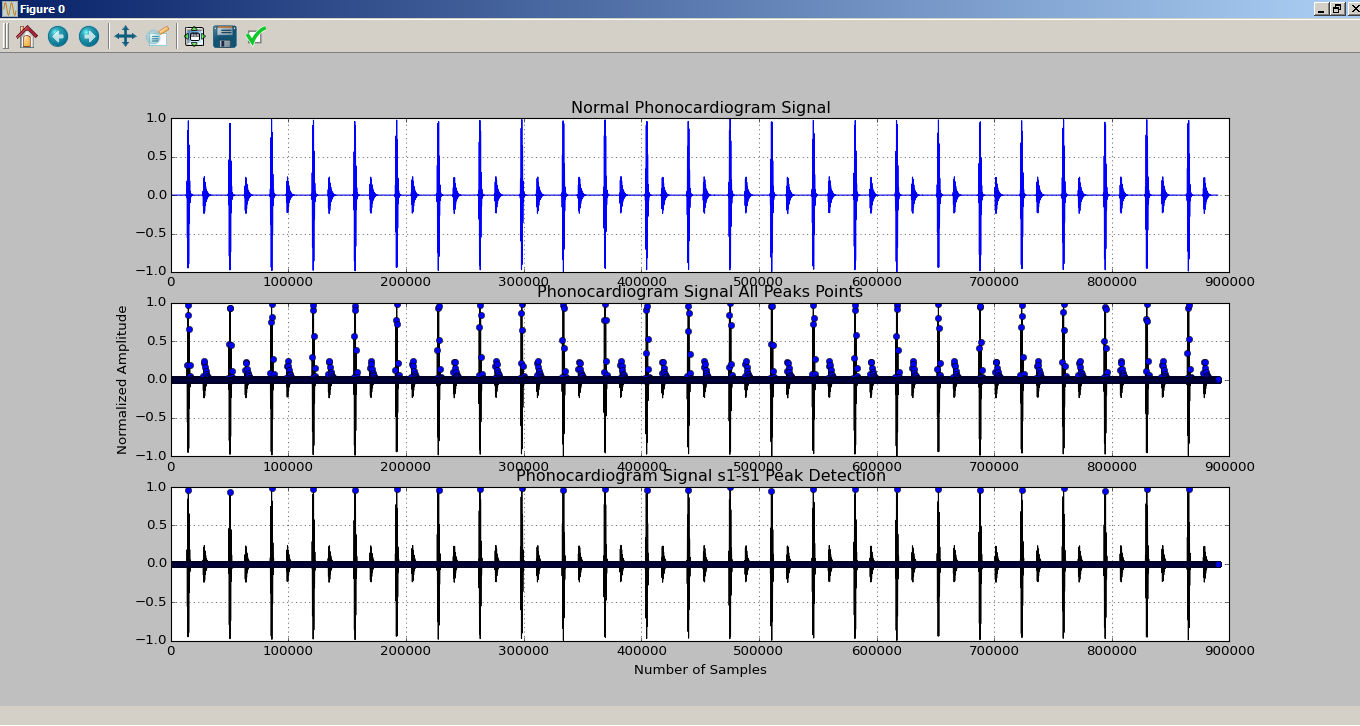 Figure 0
Normal Phonocardiogram Signal
1.0
0.5
0.0
−0.5
−1.0
0 100000 200000 300000 400000 500000 600000 700000 800000 900000
Phonocardiogram Signal All Peaks Points
Normalized Amplitude
1.0
0.5
0.0
−0.5
−1.0
0 100000 200000 300000 400000 500000 600000 700000 800000 900000
Phonocardiogram Signal s1-s1 Peak Detection
1.0
0.5
0.0
−0.5
−1.0
0 100000 200000 300000 400000 500000 600000 700000 800000 900000
Number of Samples